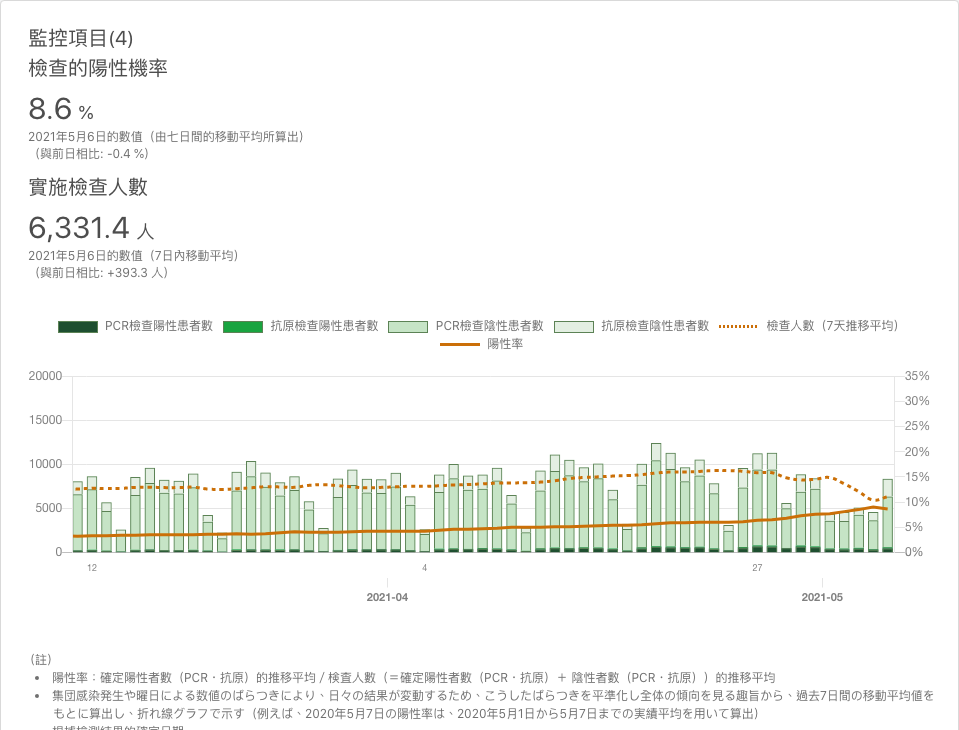 監控項目(4)
檢查的陽性機率
8.6 %
2021年5月6日的數值（由七日間的移動平均所算出）
（與前日相比: -0.4 %）
實施檢查人數
6,331.4 人
2021年5月6日的數值（7日內移動平均）
（與前日相比: +393.3 人）
PCR檢查陽性患者數 抗原檢查陽性患者數 PCR檢查陰性患者數 抗原檢查陰性患者數 檢查人數（7天推移平均）
陽性率
20000 35%
30%
15000 25%
20%
10000 15%
10%
5000 5%
0 0%
12 4 27
2021-04 2021-05
（註）
• 陽性率：確定陽性者數（PCR・抗原）的推移平均 / 檢查人數（＝確定陽性者數（PCR・抗原）＋ 陰性者數（PCR・抗原））的推移平均
• 集団感染発生や曜日による数値のばらつきにより、日々の結果が変動するため、こうしたばらつきを平準化し全体の傾向を見る趣旨から、過去7日間の移動平均値を
もとに算出し、折れ線グラフで示す（例えば、2020年5月7日の陽性率は、2020年5月1日から5月7日までの実績平均を用いて算出）